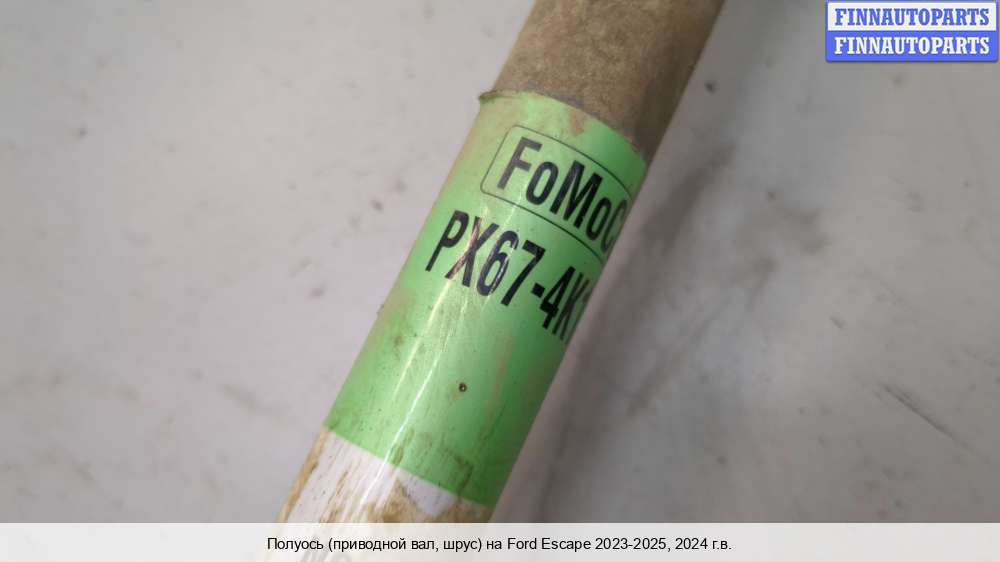 FINNAUTOPARTS
FINNAUTOPARTS
FoMoC
PX67-4K
Полуось (приводной вал, шрус) на Ford Escape 2023-2025, 2024 г.в.